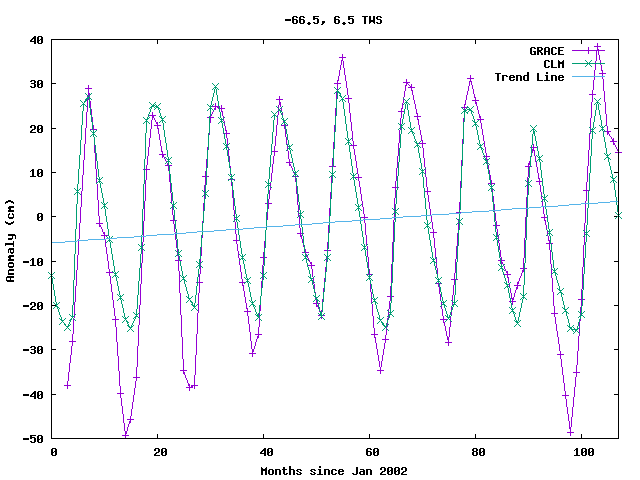 -66.5, 6.5 TWS
GRACE
CLM
Trend Line
40
30
20
10
0
-10
-20
-30
-40
-50
Anomaly (cm)
0 20 40 60 80 100
Months since Jan 2002